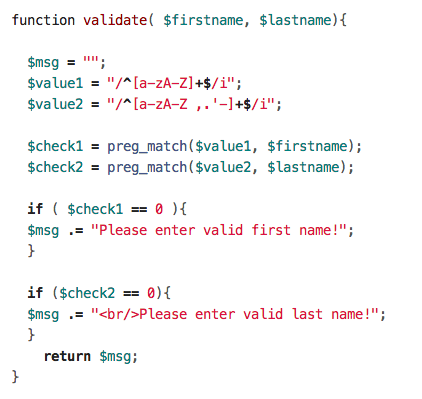 function validate( $firstname, $lastname){
$msg = "";
$value1 = "/^[a-zA-Z]+$/i";
$value2 = "/^[a-zA-Z ,.'-]+$/i";
$check1 = preg_match($value1, $firstname);
$check2 = preg_match($value2, $lastname);
if ( $check1 == 0 ){
$msg .= "Please enter valid first name!";
}
if ($check2 == 0){
$msg .= "<br/>Please enter valid last name!";
}
return $msg;
}